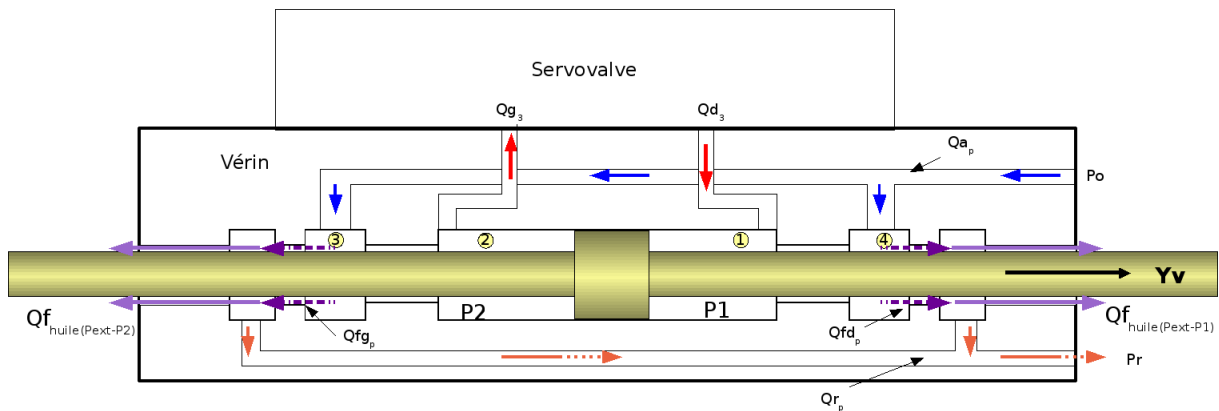 Servovalve
Qg3
Qd3
Vérin
Qap
Po
3
2
1
4
Yv
P2
P1
Qfhuile(Pext-P2)
Qfgp
Qfdp
Qfhuile(Pext-P1)
Pr
Qrp